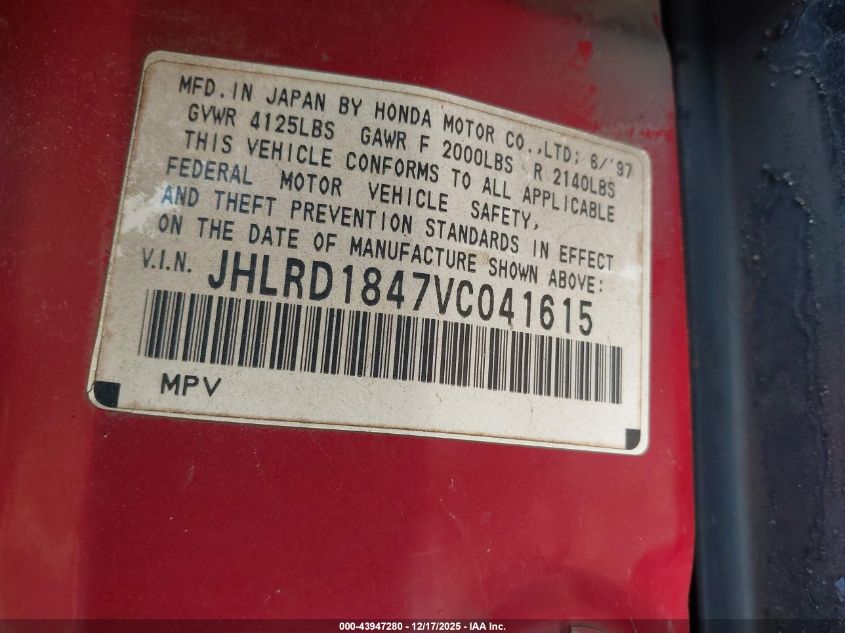 MFD. IN JAPAN BY HONDA MOTOR CO.,LTD; 6/'97
GVWR 4125LBS GAWR F 2000LBS R 2140LBS
THIS VEHICLE CONFORMS TO ALL APPLICABLE
FEDERAL MOTOR VEHICLE SAFETY,
AND THEFT PREVENTION STANDARDS IN EFFECT
ON THE DATE OF MANUFACTURE SHOWN ABOVE:
V.I.N. JHLRD1847VC041615
MPV
000-43947280 - 12/17/2025 - IAA Inc.